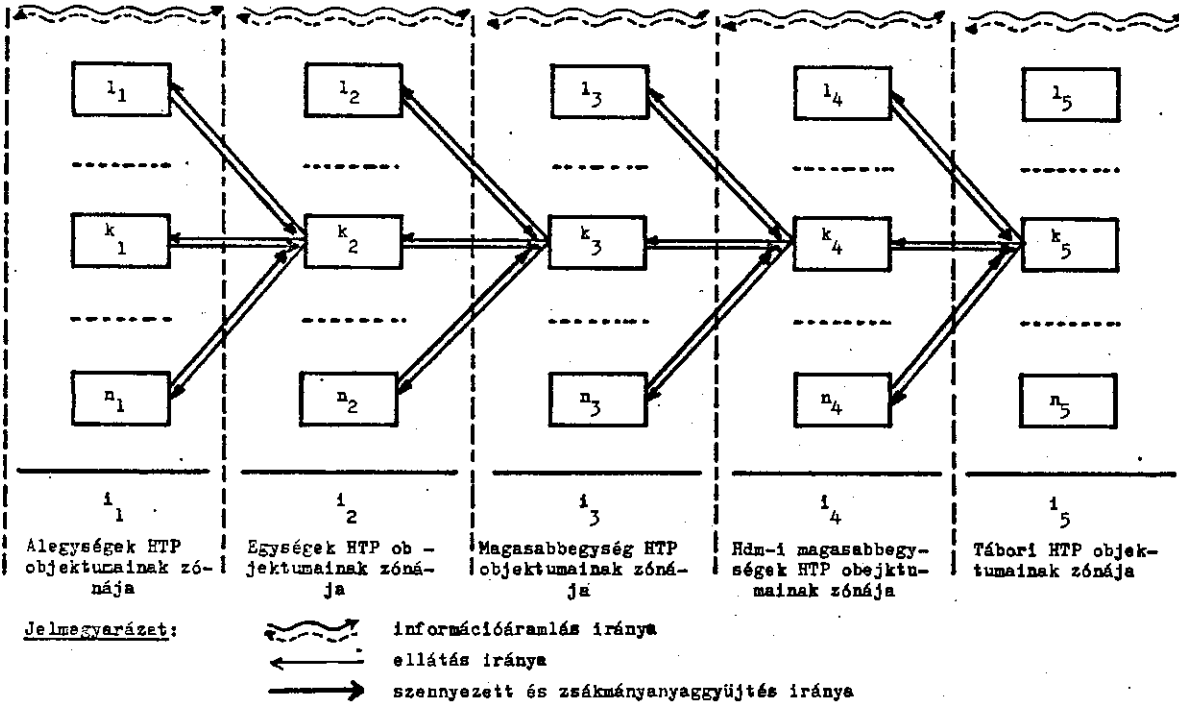 l₁ l₂ l₃ l₄ l₅
k₁ k₂ k₃ k₄ k₅
n₁ n₂ n₃ n₄ n₅
i₁ i₂ i₃ i₄ i₅
Alegységek HTP
objektumainak zó-
nája
Egységek HTP ob -
jektumainak zóná-
ja
Magasabbegység HTP
objektumainak zóná-
ja
Hdm-i magasabbegy-
ségek HTP obejktu-
mainak zónája
Tábori HTP objek-
tumainak zónája
Jelmagyarázet:
információáramlás iránya
ellátás iránya
szennyezett és zsákmányanyaggyüjtés iránya